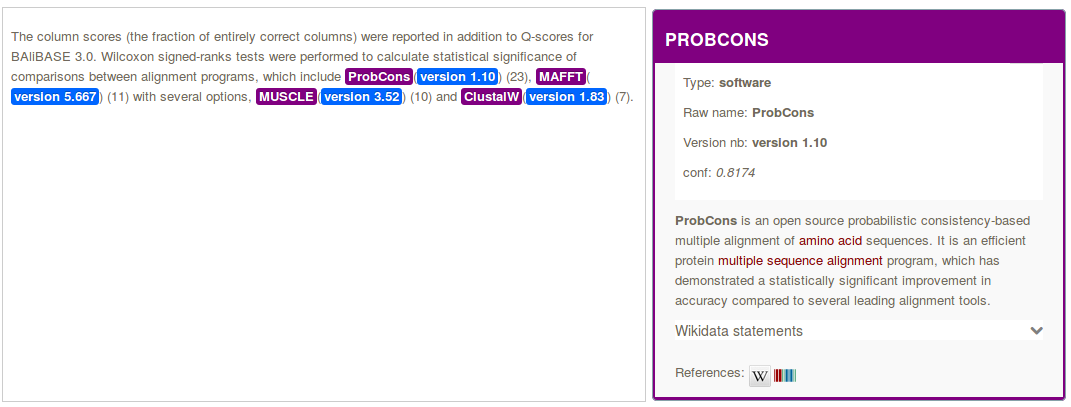 The column scores (the fraction of entirely correct columns) were reported in addition to Q-scores for
BAliBASE 3.0. Wilcoxon signed-ranks tests were performed to calculate statistical significance of
comparisons between alignment programs, which include ProbCons(version 1.10) (23), MAFFT(
version 5.667) (11) with several options, MUSCLE(version 3.52) (10) and ClustalW(version 1.83) (7).
PROBCONS
Type: software
Raw name: ProbCons
Version nb: version 1.10
conf: 0.8174
ProbCons is an open source probabilistic consistency-based
multiple alignment of amino acid sequences. It is an efficient
protein multiple sequence alignment program, which has
demonstrated a statistically significant improvement in
accuracy compared to several leading alignment tools.
Wikidata statements
References: W